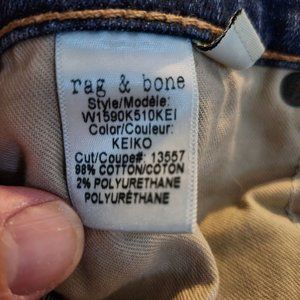 rag & bone
Style/Modèle:
W1590K510KEI
Color/Couleur:
KEIKO
Cut/Coupe#: 13557
98% COTTON/COTON
2% POLYURETHANE
POLYURÉTHANE